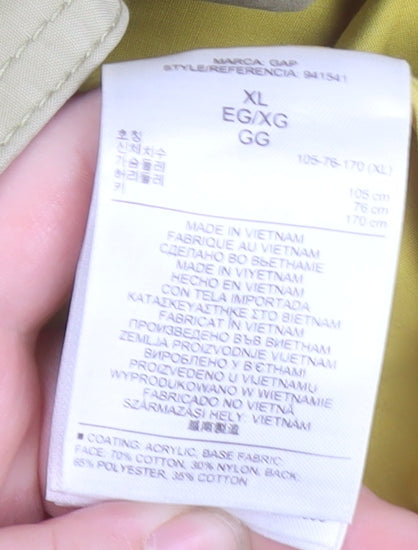 MARCA: GAP
STYLE/REFERENCIA: 941541
XL
EG/XG
GG
호칭 105-76-170 (XL)
신체치수
가슴둘레 105 cm
허리둘레 76 cm
키 170 cm
MADE IN VIETNAM
FABRIQUE AU VIETNAM
СДЕЛАНО ВО ВЬЕТНАМЕ
MADE IN VIYETNAM
HECHO EN VIETNAM
CON TELA IMPORTADA
ΚΑΤΑΣΚΕΥΑΣΤΗΚΕ ΣΤΟ ΒΙΕΤΝΑΜ
FABRICAT ÎN VIETNAM
ПРОИЗВЕДЕНО ВЪВ ВИЕТНАМ
ZEMLJA PROIZVODNJE VIJETNAM
ВИРОБЛЕНО У В'ЄТНАМІ
PROIZVEDENO U VIJETNAMU
WYPRODUKOWANO W WIETNAMIE
FABRICADO NO VIETNÃ
SZÁRMAZÁSI HELY: VIETNÁM
越南製造
■ COATING: ACRYLIC, BASE FABRIC,
FACE: 70% COTTON, 30% NYLON, BACK:
65% POLYESTER, 35% COTTON